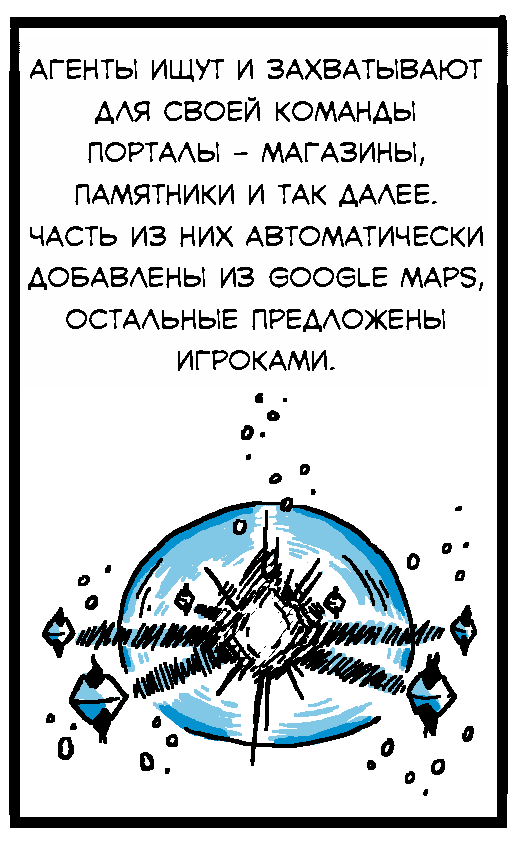 АГЕНТЫ ИЩУТ И ЗАХВАТЫВАЮТ
ДЛЯ СВОЕЙ КОМАНДЫ
ПОРТАЛЫ – МАГАЗИНЫ,
ПАМЯТНИКИ И ТАК ДАЛЕЕ.
ЧАСТЬ ИЗ НИХ АВТОМАТИЧЕСКИ
ДОБАВЛЕНЫ ИЗ GOOGLE MAPS,
ОСТАЛЬНЫЕ ПРЕДЛОЖЕНЫ
ИГРОКАМИ.